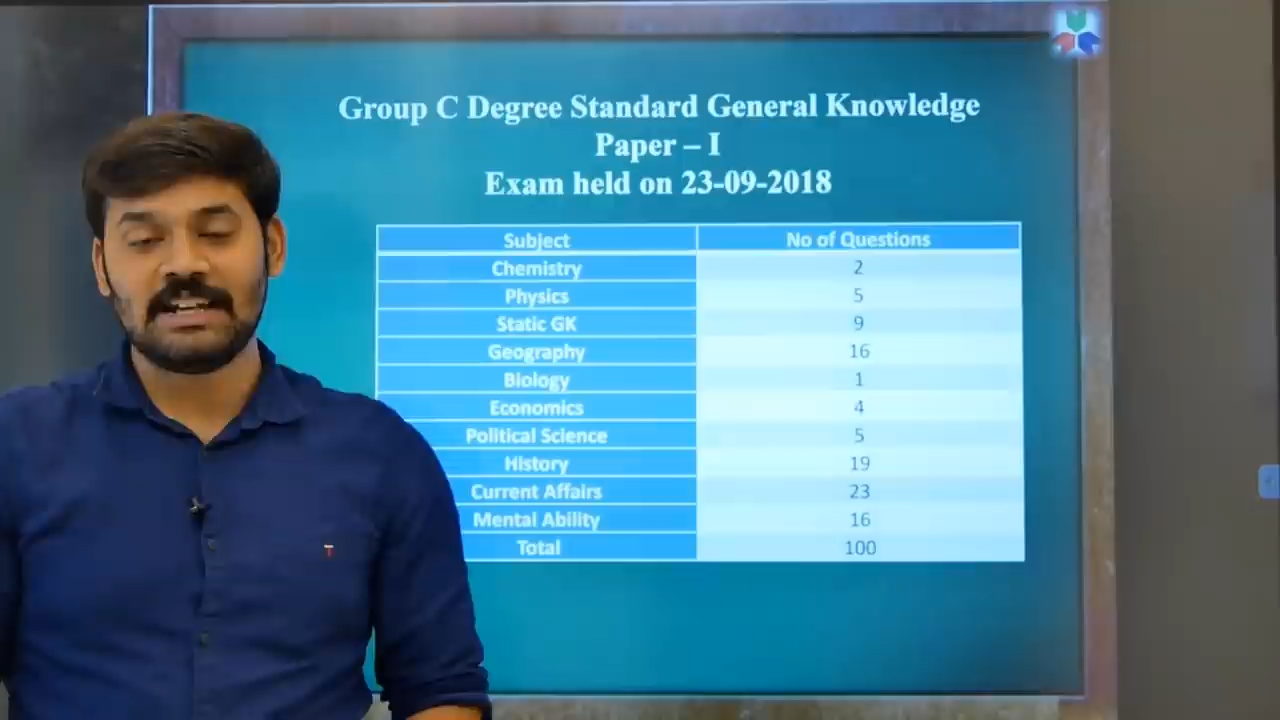 Group C Degree Standard General Knowledge
Paper – I
Exam held on 23-09-2018
Subject No of Questions
Chemistry 2
Physics 5
Static GK 9
Geography 16
Biology 1
Economics 4
Political Science 5
History 19
Current Affairs 23
Mental Ability 16
Total 100
T